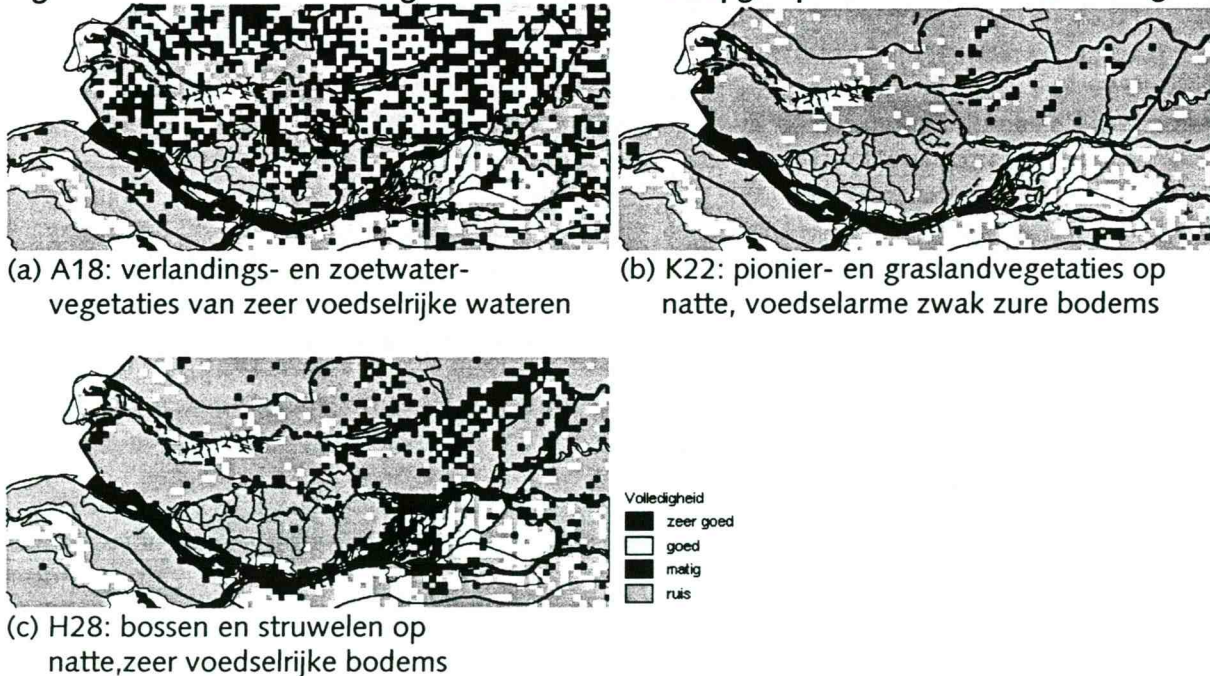 (a) A18: verlandings- en zoetwater-
vegetaties van zeer voedselrijke wateren
(b) K22: pionier- en graslandvegetaties op
natte, voedselarme zwak zure bodems
Volledigheid
zeer goed
goed
matig
ruis
(c) H28: bossen en struwelen op
natte,zeer voedselrijke bodems